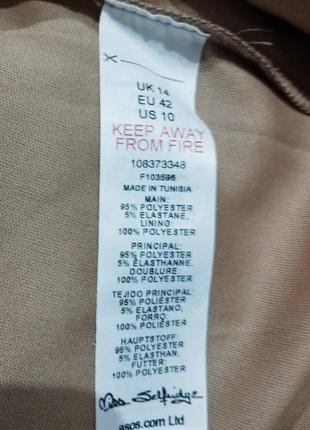 UK 14
EU 42
US 10
KEEP AWAY
FROM FIRE
108373348
F103596
MADE IN TUNISIA
MAIN:
95% POLYESTER
5% ELASTANE,
LINING:
100% POLYESTER
PRINCIPAL:
95% POLYESTER
5% ELASTHANNE,
DOUBLURE:
100% POLYESTER
TEJIDO PRINCIPAL:
95% POLIÉSTER
5% ELASTANO,
FORRO:
100% POLIÉSTER
HAUPTSTOFF:
95% POLYESTER
5% ELASTHAN,
FUTTER:
100% POLYESTER
Miss Selfridge
asos.com Ltd